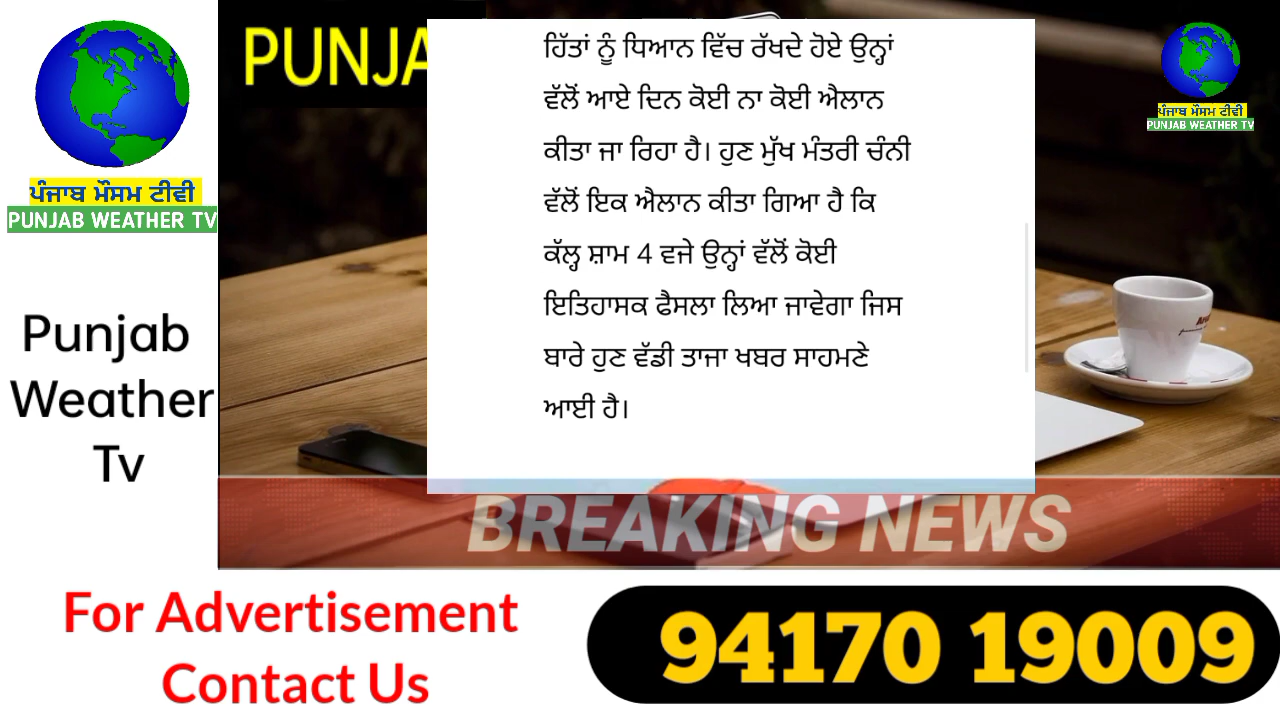 PUNJA
ਪੰਜਾਬ ਮੌਸਮ ਟੀਵੀ
PUNJAB WEATHER TV
ਪੰਜਾਬ ਮੌਸਮ ਟੀਵੀ
PUNJAB WEATHER TV
Punjab
Weather
Tv
ਹਿੱਤਾਂ ਨੂੰ ਧਿਆਨ ਵਿੱਚ ਰੱਖਦੇ ਹੋਏ ਉਨ੍ਹਾਂ
ਵੱਲੋਂ ਆਏ ਦਿਨ ਕੋਈ ਨਾ ਕੋਈ ਐਲਾਨ
ਕੀਤਾ ਜਾ ਰਿਹਾ ਹੈ। ਹੁਣ ਮੁੱਖ ਮੰਤਰੀ ਚੰਨੀ
ਵੱਲੋਂ ਇਕ ਐਲਾਨ ਕੀਤਾ ਗਿਆ ਹੈ ਕਿ
ਕੱਲ੍ਹ ਸ਼ਾਮ 4 ਵਜੇ ਉਨ੍ਹਾਂ ਵੱਲੋਂ ਕੋਈ
ਇਤਿਹਾਸਕ ਫੈਸਲਾ ਲਿਆ ਜਾਵੇਗਾ ਜਿਸ
ਬਾਰੇ ਹੁਣ ਵੱਡੀ ਤਾਜਾ ਖਬਰ ਸਾਹਮਣੇ
ਆਈ ਹੈ।
BREAKING NEWS
For Advertisement
Contact Us
94170 19009